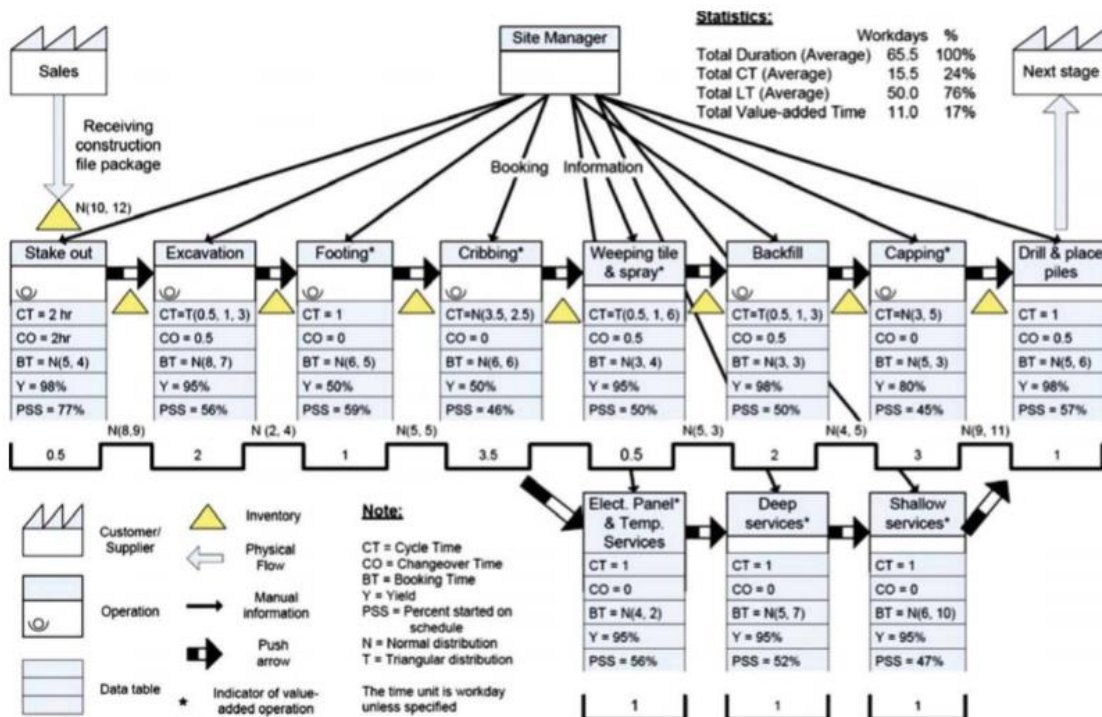 Sales
Receiving
construction
file package
N(10, 12)
Site Manager
Booking
Information
Statistics:
Workdays %
Total Duration (Average) 65.5 100%
Total CT (Average) 15.5 24%
Total LT (Average) 50.0 76%
Total Value-added Time 11.0 17%
Next stage
Stake out
CT = 2 hr
CO = 2hr
BT = N(5, 4)
Y = 98%
PSS = 77%
Excavation
CT=T(0.5, 1, 3)
CO = 0.5
BT = N(8, 7)
Y = 95%
PSS = 56%
Footing*
CT = 1
CO = 0
BT = N(6, 5)
Y = 50%
PSS = 59%
Cribbing*
CT=N(3.5, 2.5)
CO = 0
BT = N(6, 6)
Y = 50%
PSS = 46%
Weeping tile
& spray*
CT=T(0.5, 1, 6)
CO = 0.5
BT = N(3, 4)
Y = 95%
PSS = 50%
Backfill
CT=T(0.5, 1, 3)
CO = 0.5
BT = N(3, 3)
Y = 98%
PSS = 50%
Capping*
CT=N(3, 5)
CO = 0
BT = N(5, 3)
Y = 80%
PSS = 45%
Drill & place
piles
CT = 1
CO = 0.5
BT = N(5, 6)
Y = 98%
PSS = 57%
N(8,9)
N (2, 4)
N(5, 5)
N(5, 3)
N(4, 5)
N(9, 11)
0.5
2
1
3.5
0.5
2
3
1
Elect. Panel*
& Temp.
Services
CT = 1
CO = 0
BT = N(4, 2)
Y = 95%
PSS = 56%
1
Deep
services*
CT = 1
CO = 0
BT = N(5, 7)
Y = 95%
PSS = 52%
1
Shallow
services*
CT = 1
CO = 0
BT = N(6, 10)
Y = 95%
PSS = 47%
1
Customer/
Supplier
Operation
Data table
Inventory
Physical
Flow
Manual
information
Push
arrow
* Indicator of value-
added operation
Note:
CT = Cycle Time
CO = Changeover Time
BT = Booking Time
Y = Yield
PSS = Percent started on
schedule
N = Normal distribution
T = Triangular distribution
The time unit is workday
unless specified